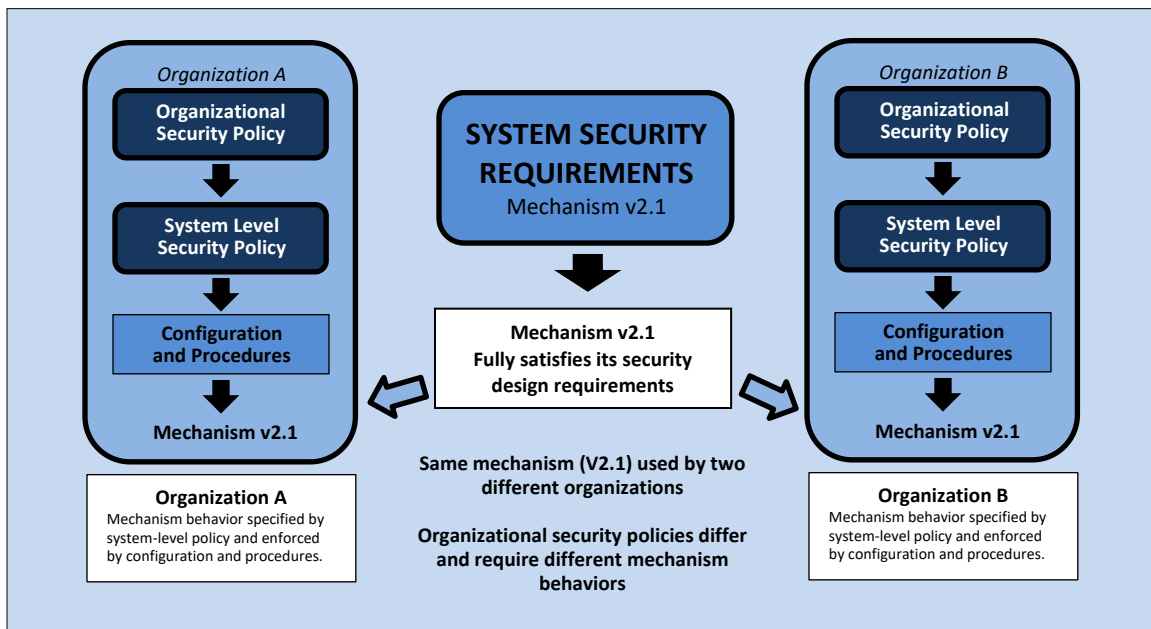 Organization A
Organizational
Security Policy
System Level
Security Policy
Configuration
and Procedures
Mechanism v2.1
Organization A
Mechanism behavior specified by
system-level policy and enforced
by configuration and procedures.
SYSTEM SECURITY
REQUIREMENTS
Mechanism v2.1
Mechanism v2.1
Fully satisfies its security
design requirements
Same mechanism (V2.1) used by two
different organizations
Organizational security policies differ
and require different mechanism
behaviors
Organization B
Organizational
Security Policy
System Level
Security Policy
Configuration
and Procedures
Mechanism v2.1
Organization B
Mechanism behavior specified by
system-level policy and enforced
by configuration and procedures.